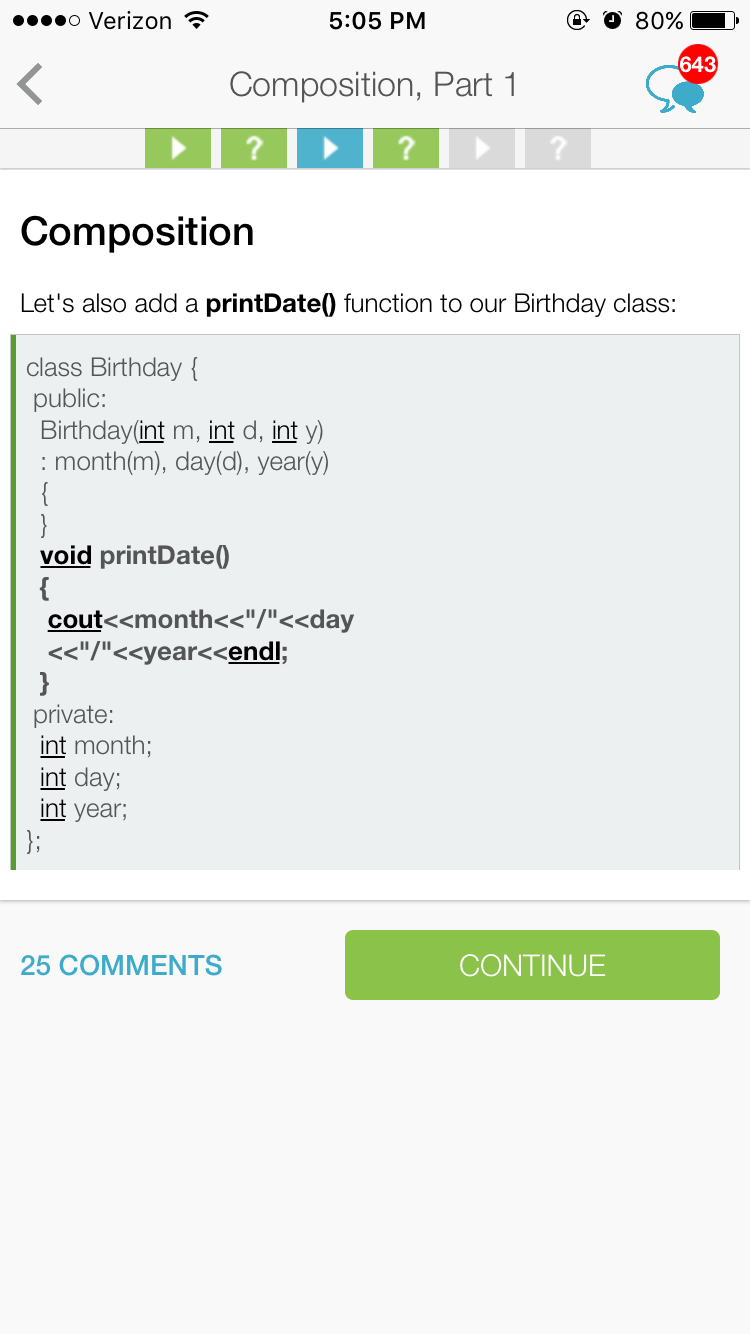 Verizon 5:05 PM 80%
Composition, Part 1 643
? ? ?
Composition
Let's also add a printDate() function to our Birthday class:
class Birthday {
public:
Birthday(int m, int d, int y)
: month(m), day(d), year(y)
{
}
void printDate()
{
cout<<month<<"/"<<day
<<"/"<<year<<endl;
}
private:
int month;
int day;
int year;
};
25 COMMENTS CONTINUE